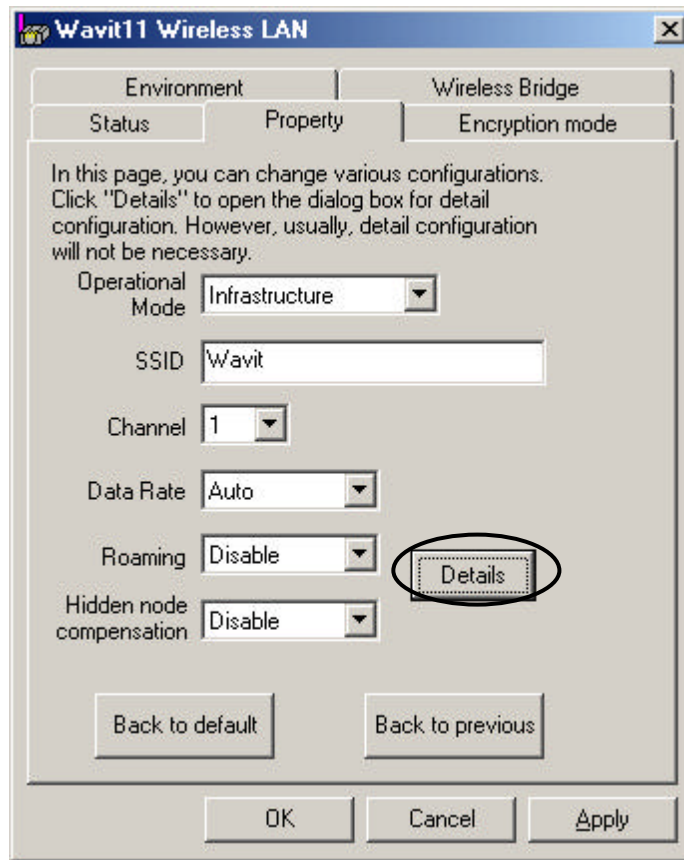 Wavit11 Wireless LAN
Environment
Wireless Bridge
Status
Property
Encryption mode
In this page, you can change various configurations.
Click "Details" to open the dialog box for detail
configuration. However, usually, detail configuration
will not be necessary.
Operational
Mode
Infrastructure
SSID
Wavit
Channel
1
Data Rate
Auto
Roaming
Disable
Details
Hidden node
compensation
Disable
Back to default
Back to previous
OK
Cancel
Apply